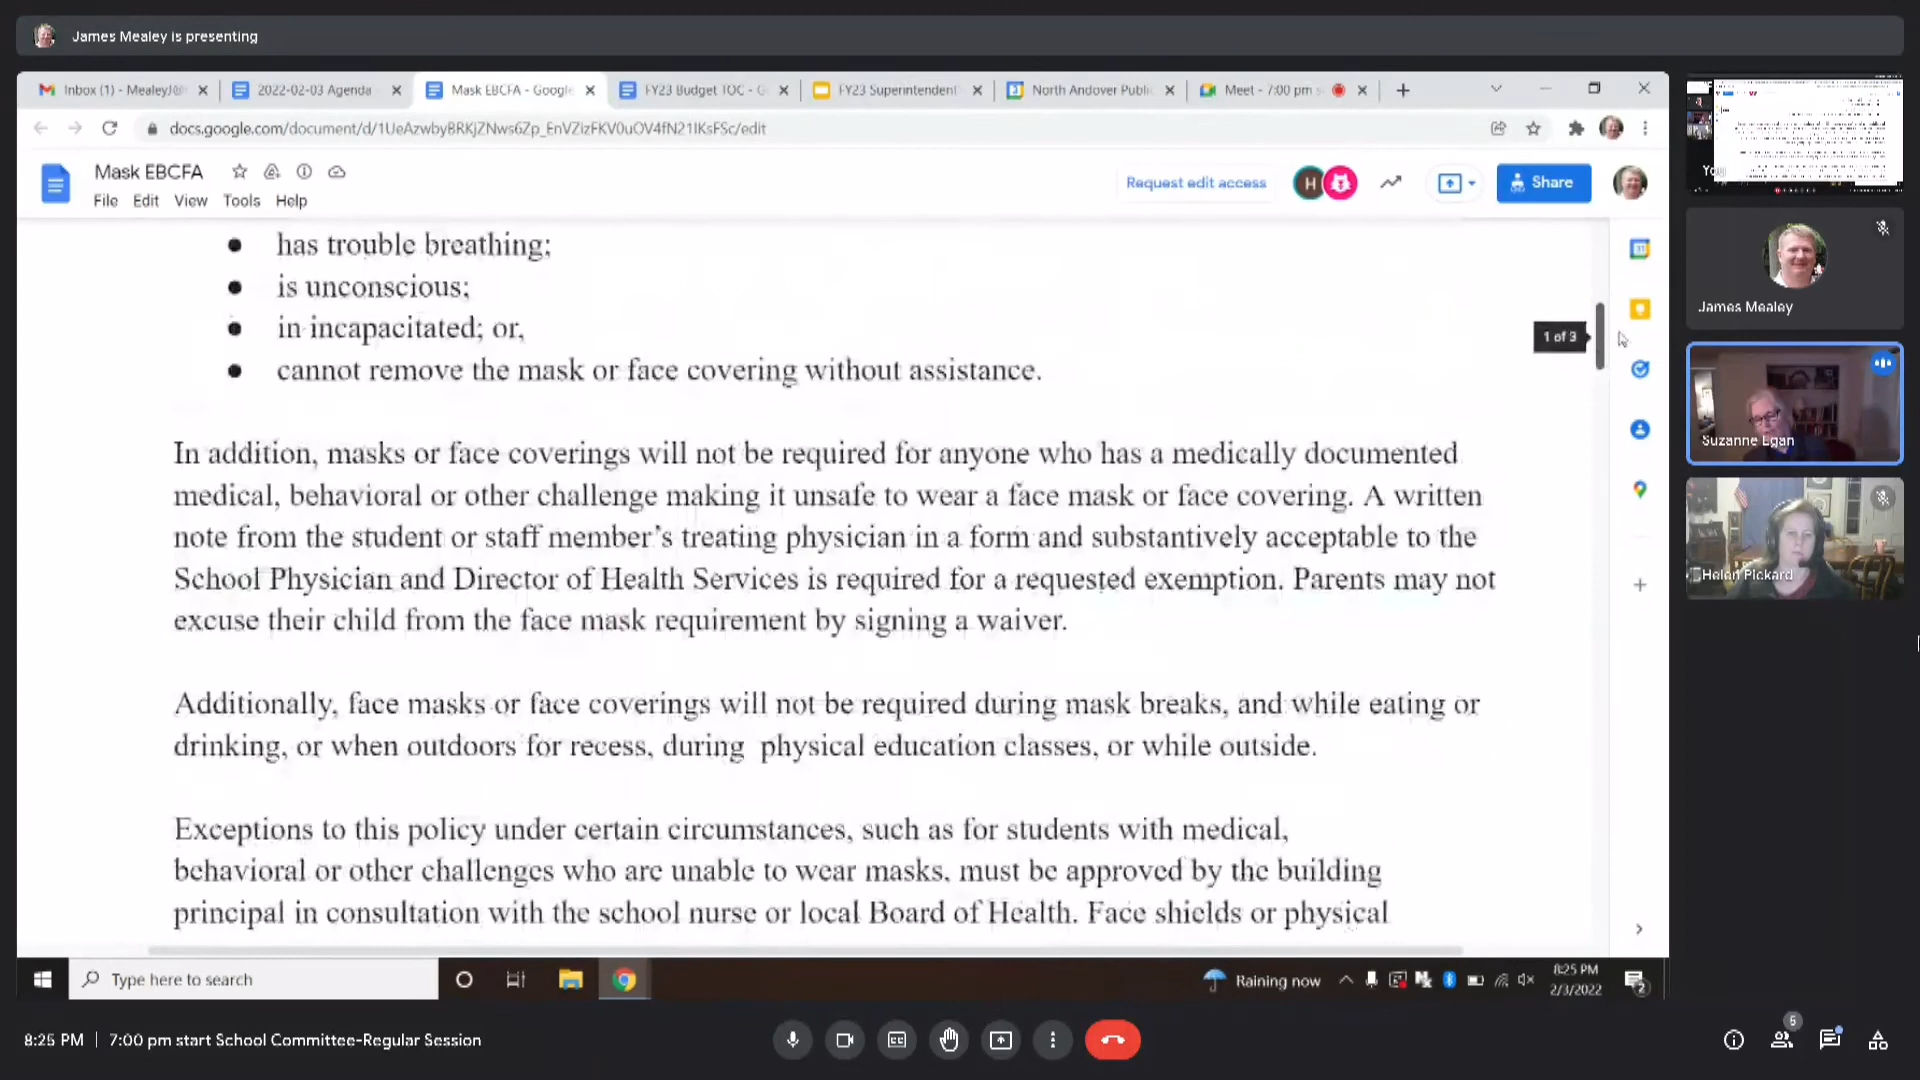 James Mealey is presenting
Inbox (1) - MealeyJ@
2022-02-03 Agenda
Mask EBCFA - Google
FY23 Budget TOC - G
FY23 Superintendent
North Andover Publi
Meet - 7:00 pm s
docs.google.com/document/d/1UeAzwbyBRKjZNws6Zp_EnVZizFKV0uOV4fN21IKsFSc/edit
Mask EBCFA
File Edit View Tools Help
Request edit access
H
Share
has trouble breathing;
is unconscious;
in incapacitated; or,
cannot remove the mask or face covering without assistance.
1 of 3
In addition, masks or face coverings will not be required for anyone who has a medically documented
medical, behavioral or other challenge making it unsafe to wear a face mask or face covering. A written
note from the student or staff member's treating physician in a form and substantively acceptable to the
School Physician and Director of Health Services is required for a requested exemption. Parents may not
excuse their child from the face mask requirement by signing a waiver.
Additionally, face masks or face coverings will not be required during mask breaks, and while eating or
drinking, or when outdoors for recess, during physical education classes, or while outside.
Exceptions to this policy under certain circumstances, such as for students with medical,
behavioral or other challenges who are unable to wear masks, must be approved by the building
principal in consultation with the school nurse or local Board of Health. Face shields or physical
Type here to search
Raining now
8:25 PM
2/3/2022
2
You
James Mealey
Suzanne Egan
Helen Pickard
8:25 PM | 7:00 pm start School Committee-Regular Session
6